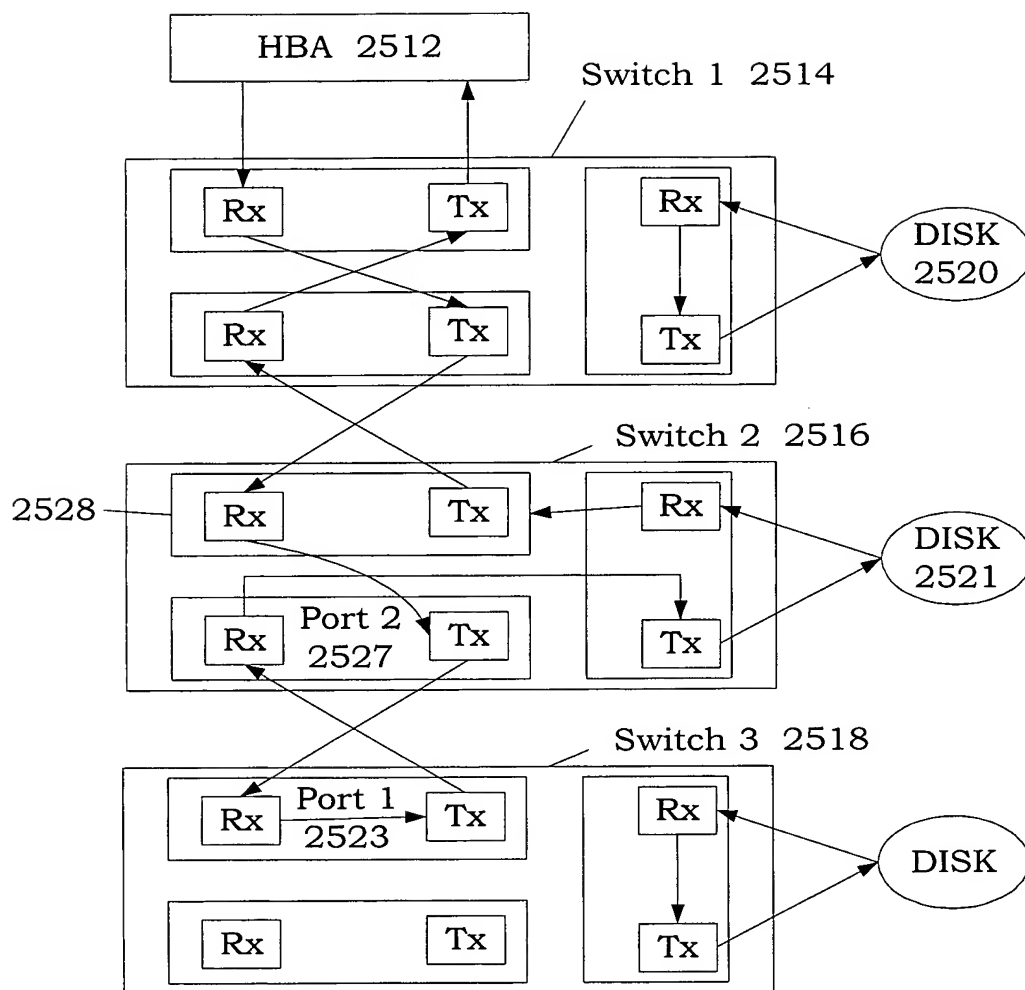 HBA 2512
Switch 1 2514
Rx
Tx
Rx
DISK
2520
Rx
Tx
Tx
Switch 2 2516
2528
Rx
Tx
Rx
DISK
2521
Rx
Port 2
2527
Tx
Tx
Switch 3 2518
Rx
Port 1
2523
Tx
Rx
DISK
Rx
Tx
Tx